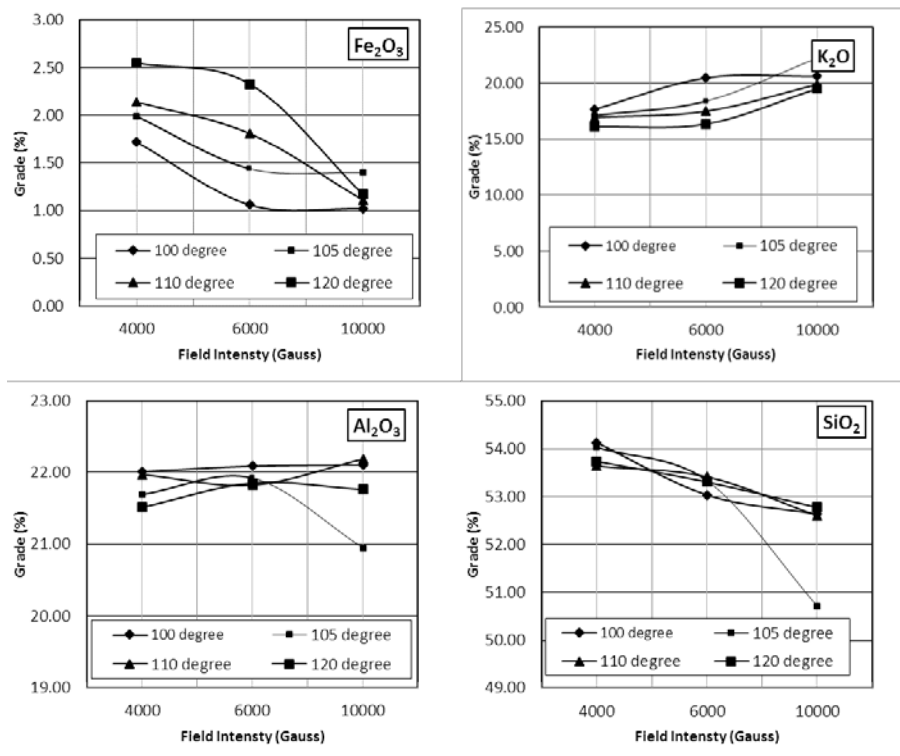 Fe₂O₃
Grade (%)
3.00
2.50
2.00
1.50
1.00
0.50
0.00
100 degree
105 degree
110 degree
120 degree
4000
6000
10000
Field Intensty (Gauss)
K₂O
Grade (%)
25.00
20.00
15.00
10.00
5.00
0.00
100 degree
105 degree
110 degree
120 degree
4000
6000
10000
Field Intensty (Gauss)
Al₂O₃
Grade (%)
23.00
22.00
21.00
20.00
19.00
100 degree
105 degree
110 degree
120 degree
4000
6000
10000
Field Intensty (Gauss)
SiO₂
Grade (%)
55.00
54.00
53.00
52.00
51.00
50.00
49.00
100 degree
105 degree
110 degree
120 degree
4000
6000
10000
Field Intensty (Gauss)